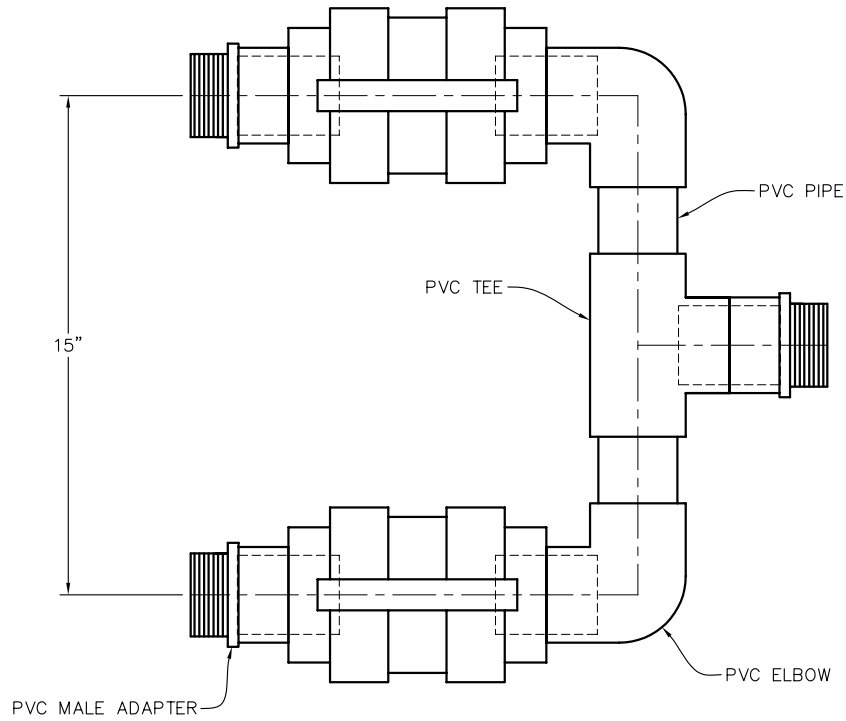 PVC PIPE
PVC TEE
15"
PVC ELBOW
PVC MALE ADAPTER